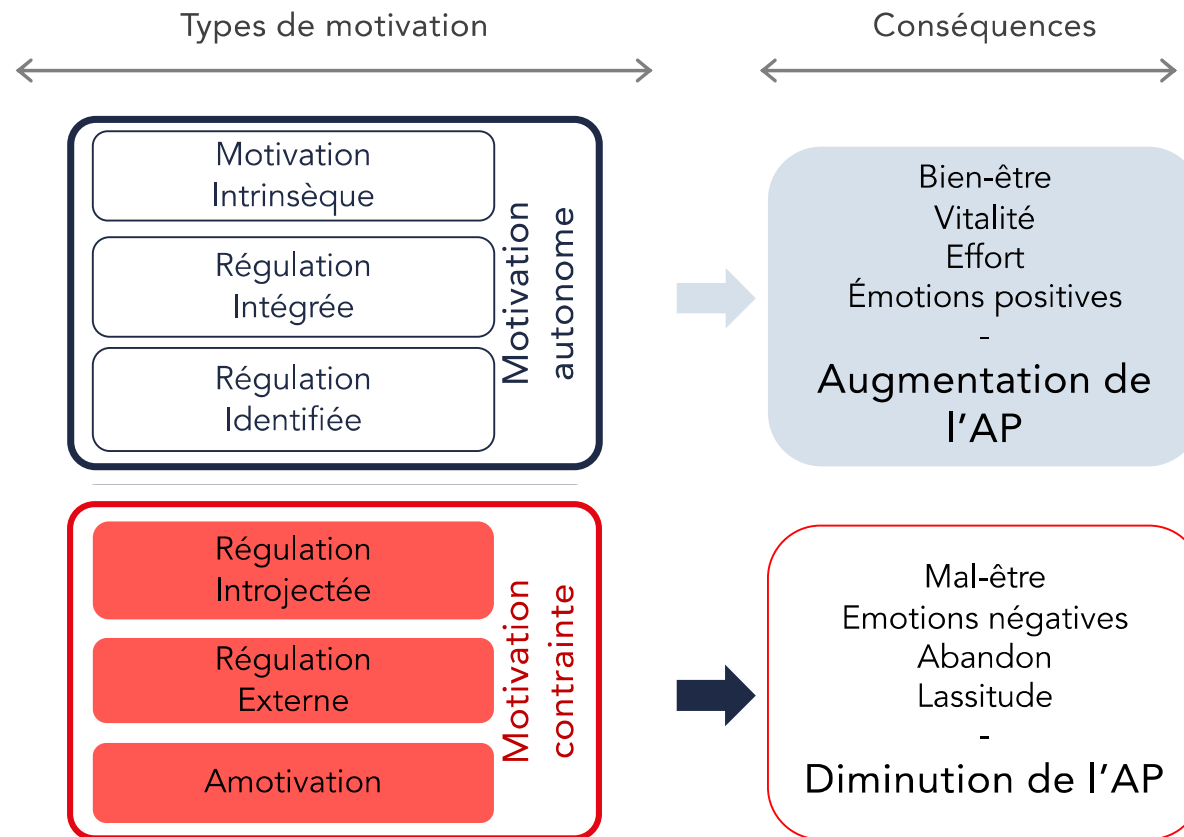 Types de motivation
Conséquences
Motivation
Intrinsèque
Régulation
Intégrée
Régulation
Identifiée
Motivation
autonome
Bien-être
Vitalité
Effort
Émotions positives
-
Augmentation de
l'AP
Régulation
Introjectée
Régulation
Externe
Amotivation
Motivation
contrainte
Mal-être
Emotions négatives
Abandon
Lassitude
-
Diminution de l'AP